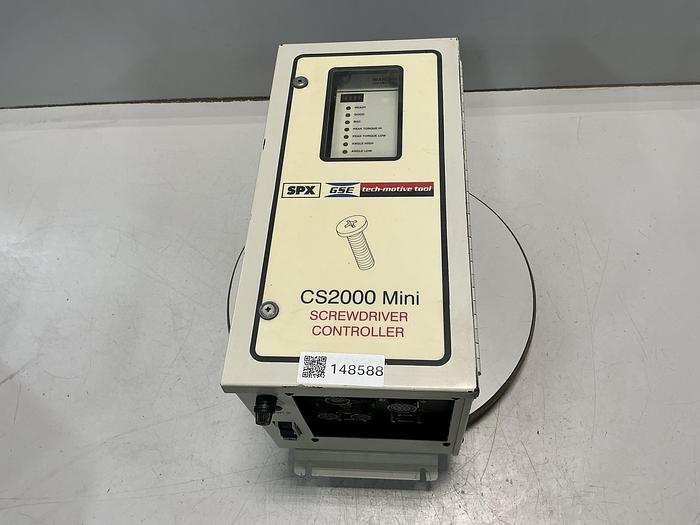 READY
GOOD
BAD
PEAK TORQUE HI
PEAK TORQUE LOW
ANGLE HIGH
ANGLE LOW
SPX GSE tech-motive tool
CS2000 Mini
SCREWDRIVER
CONTROLLER
148588